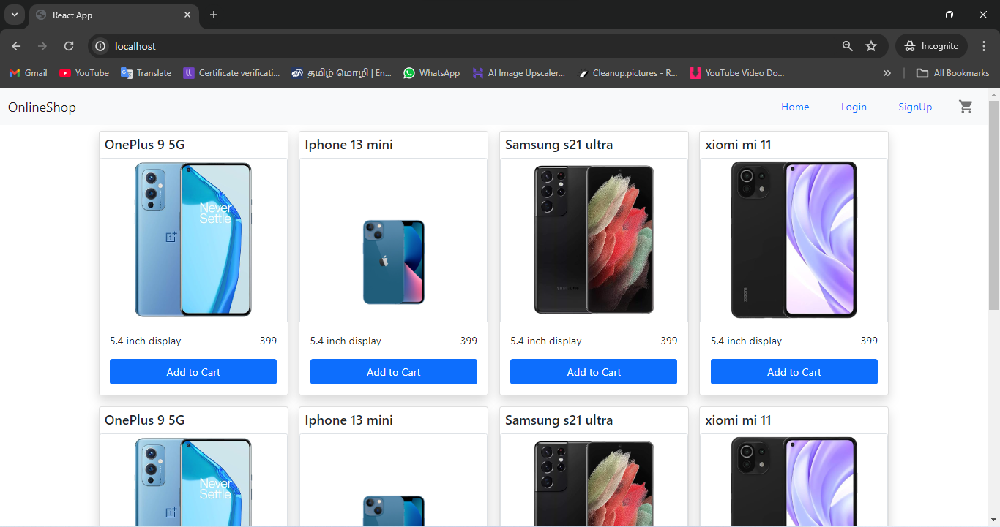 React App
localhost
Incognito
Gmail
YouTube
Translate
Certificate verificati...
தமிழ் மொழி | En...
WhatsApp
AI Image Upscaler...
Cleanup.pictures - R...
YouTube Video Do...
All Bookmarks
OnlineShop
Home
Login
SignUp
OnePlus 9 5G
Iphone 13 mini
Samsung s21 ultra
xiomi mi 11
Never
Settle
SAMSUNG
xiaomi
5.4 inch display 399
5.4 inch display 399
5.4 inch display 399
5.4 inch display 399
Add to Cart
Add to Cart
Add to Cart
Add to Cart
OnePlus 9 5G
Iphone 13 mini
Samsung s21 ultra
xiomi mi 11
Never
Settle